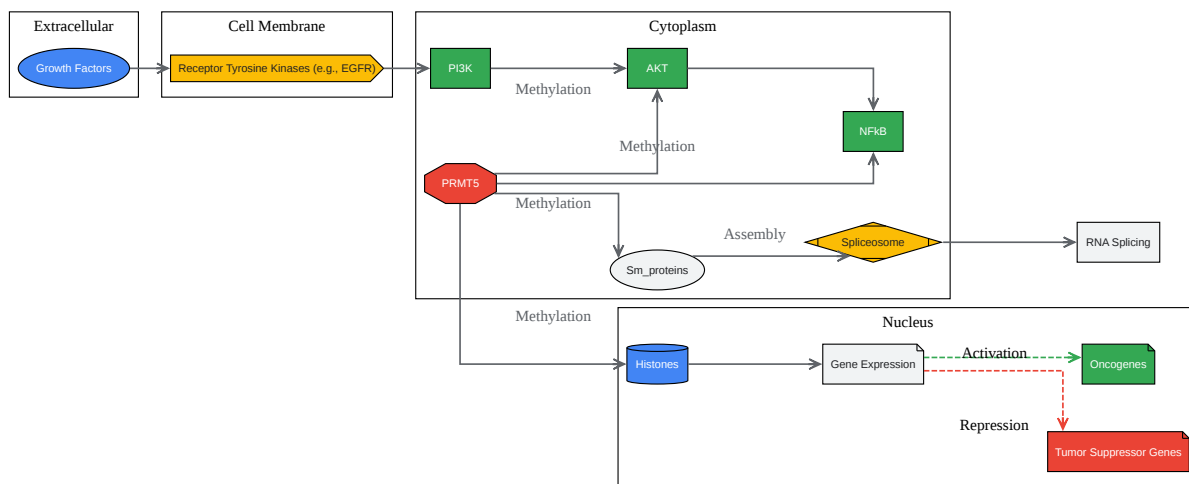 Extracellular
Growth Factors
Cell Membrane
Receptor Tyrosine Kinases (e.g., EGFR)
Cytoplasm
PI3K
AKT
Methylation
NFkB
Methylation
PRMT5
Methylation
Assembly
Spliceosome
RNA Splicing
Sm_proteins
Methylation
Nucleus
Histones
Gene Expression
Activation
Oncogenes
Repression
Tumor Suppressor Genes